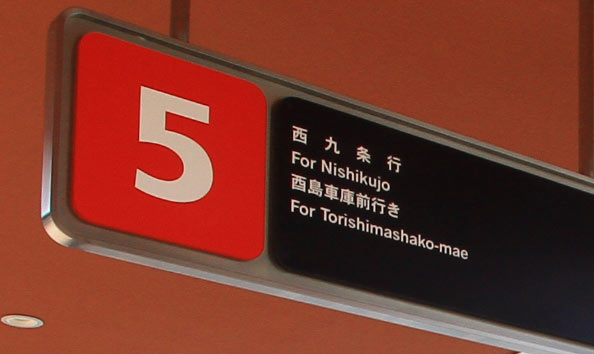 5
西九条行
For Nishikujo
酉島車庫前行き
For Torishimashako-mae